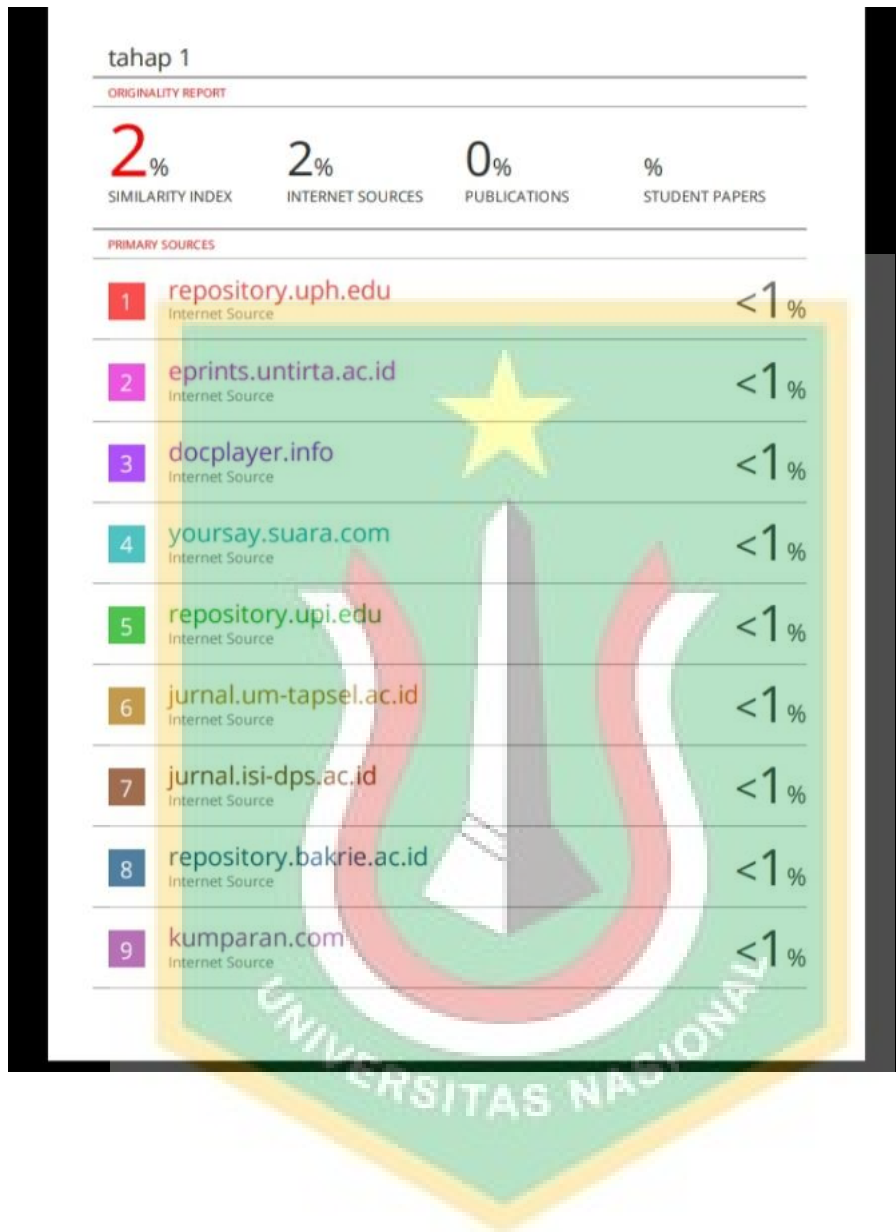 tahap 1
ORIGINALITY REPORT
2% 2% 0% %
SIMILARITY INDEX INTERNET SOURCES PUBLICATIONS STUDENT PAPERS
PRIMARY SOURCES
1 repository.uph.edu <1%
Internet Source
2 eprints.untirta.ac.id <1%
Internet Source
3 docplayer.info <1%
Internet Source
4 yoursay.suara.com <1%
Internet Source
5 repository.upi.edu <1%
Internet Source
6 jurnal.um-tapsel.ac.id <1%
Internet Source
7 jurnal.isi-dps.ac.id <1%
Internet Source
8 repository.bakrie.ac.id <1%
Internet Source
9 kumparan.com <1%
Internet Source
UNIVERSITAS NASIONAL